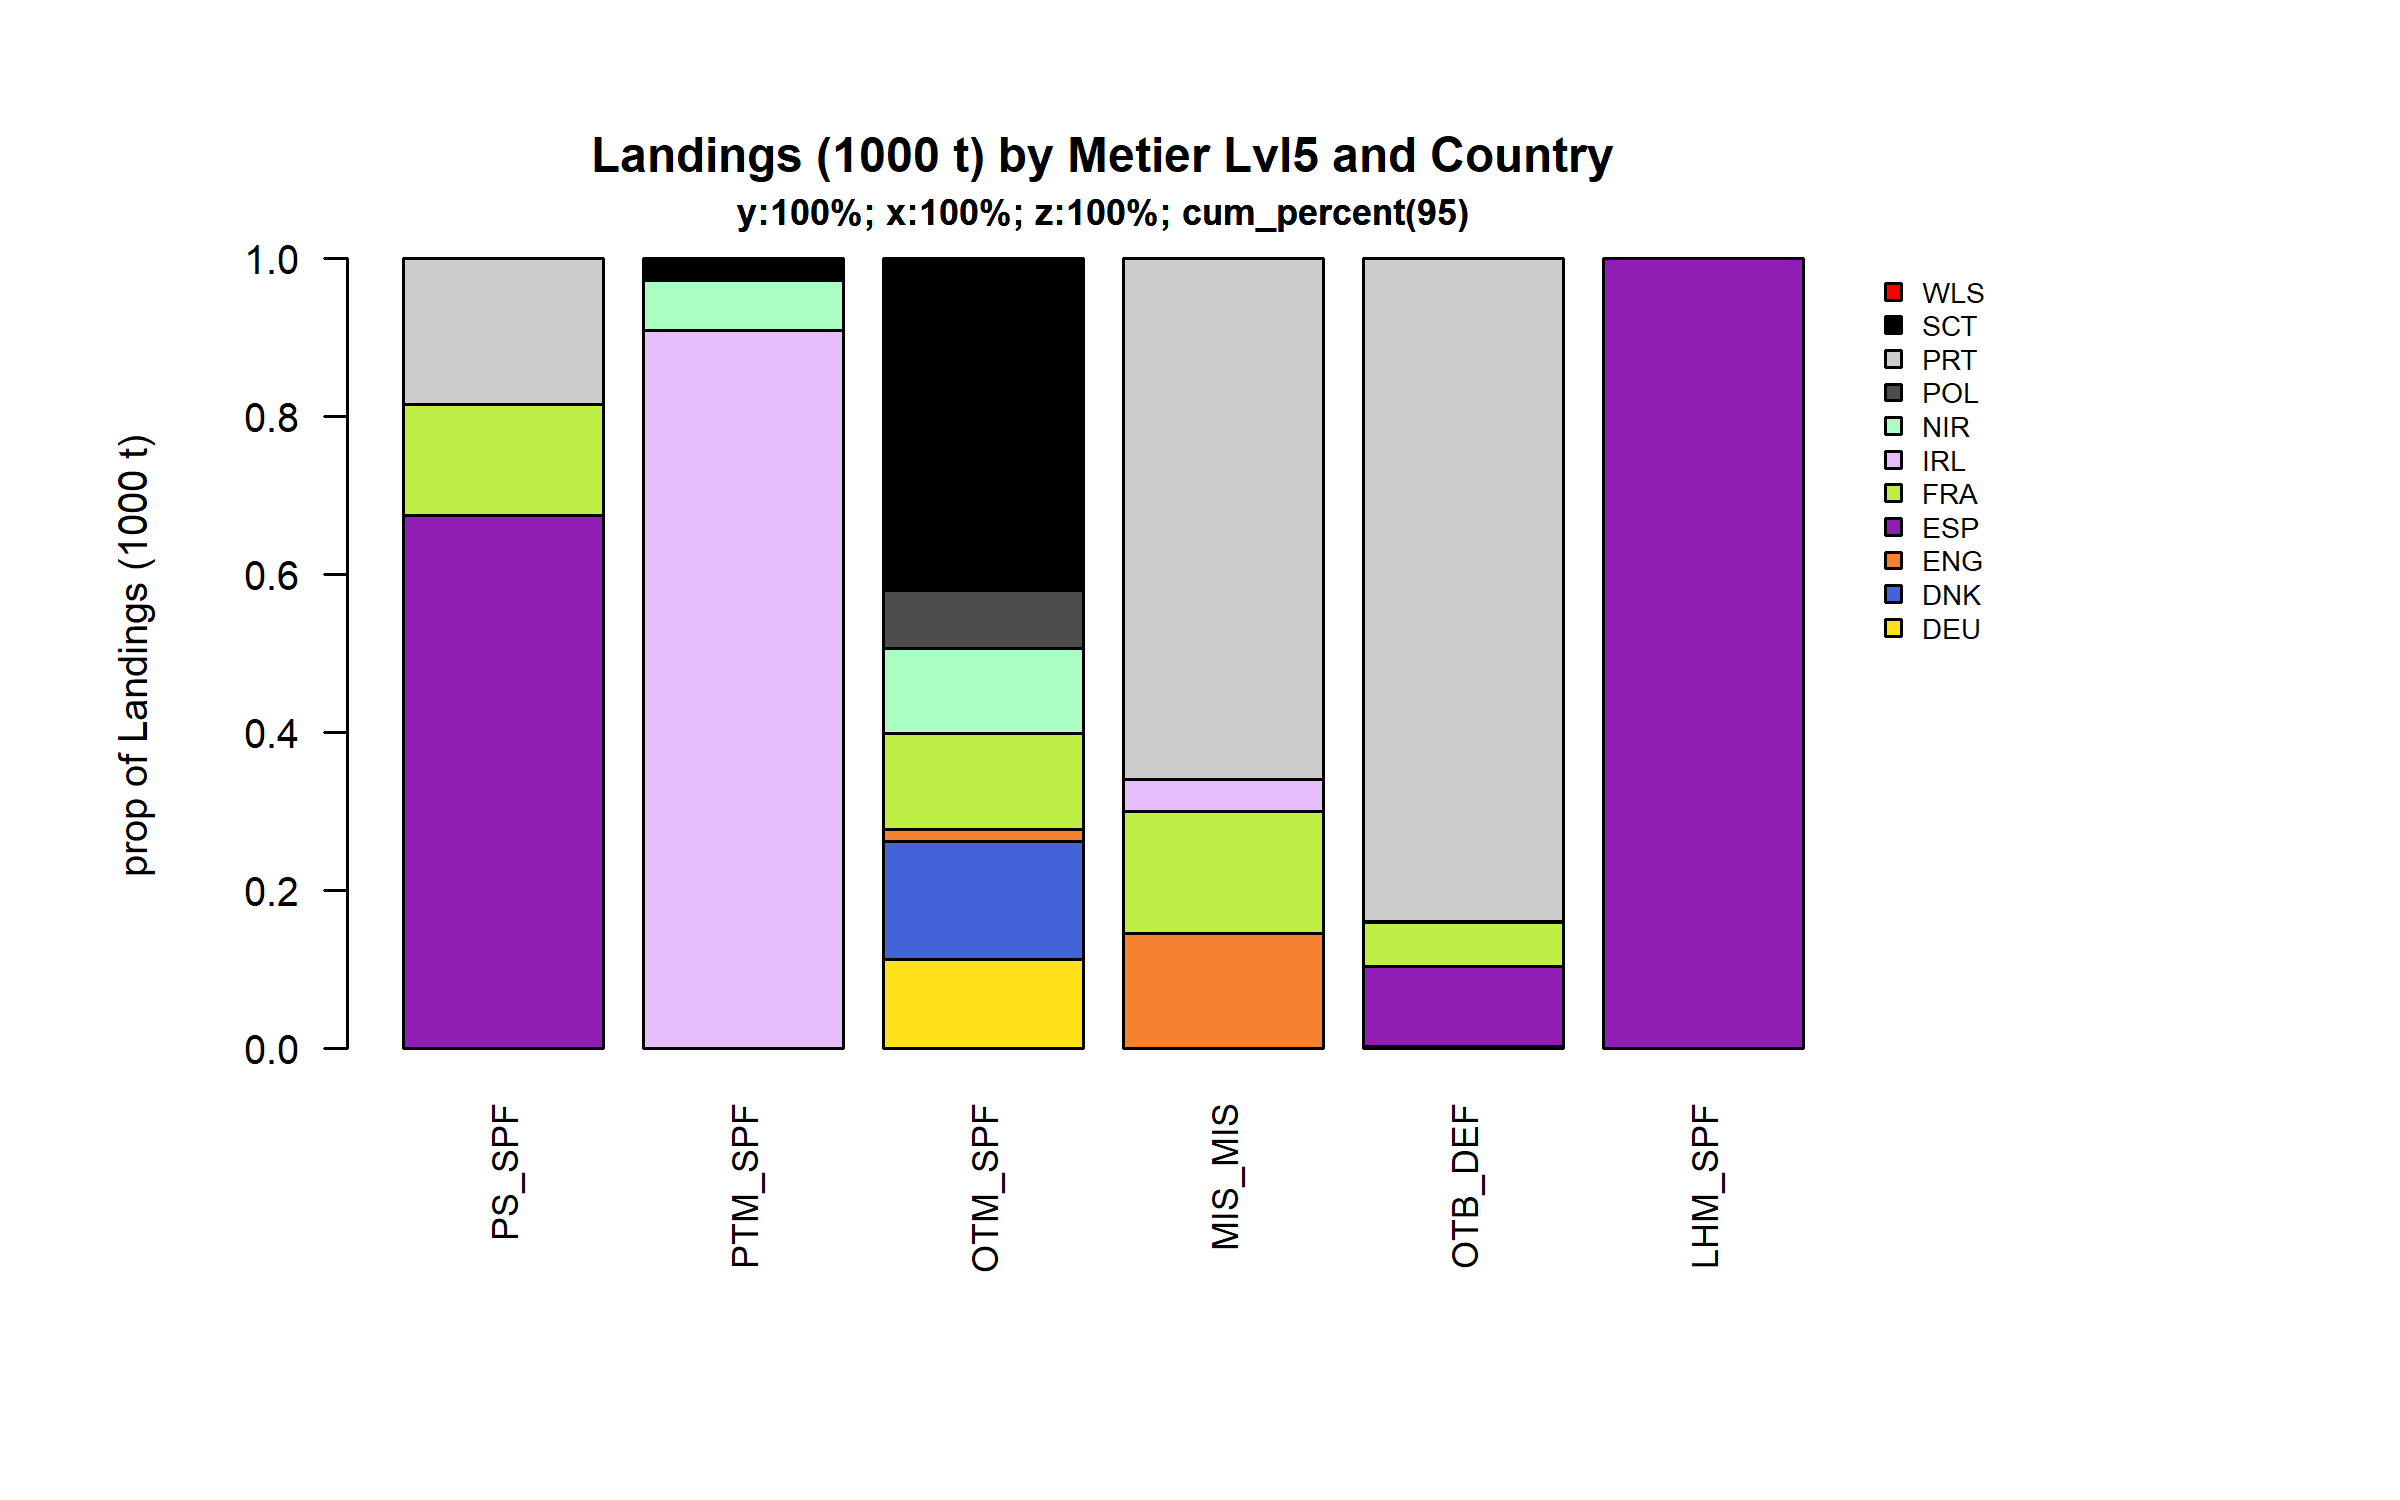 Landings (1000 t) by Metier Lvl5 and Country
y:100%; x:100%; z:100%; cum_percent(95)
prop of Landings (1000 t)
1.0
0.8
0.6
0.4
0.2
0.0
PS_SPF
PTM_SPF
OTM_SPF
MIS_MIS
OTB_DEF
LHM_SPF
WLS
SCT
PRT
POL
NIR
IRL
FRA
ESP
ENG
DNK
DEU